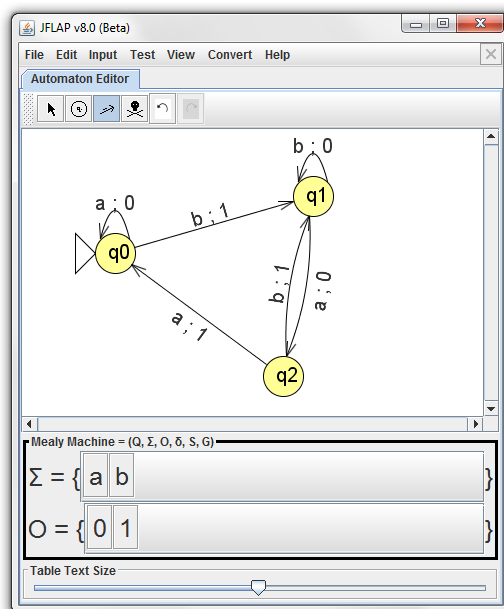 JFLAP v8.0 (Beta)
File Edit Input Test View Convert Help
Automaton Editor
b ; 0
q1
a ; 0
b ; 1
q0
b ; 1
a ; 0
a ; 1
q2
Mealy Machine = (Q, Σ, O, δ, S, G)
Σ = { a b }
O = { 0 1 }
Table Text Size